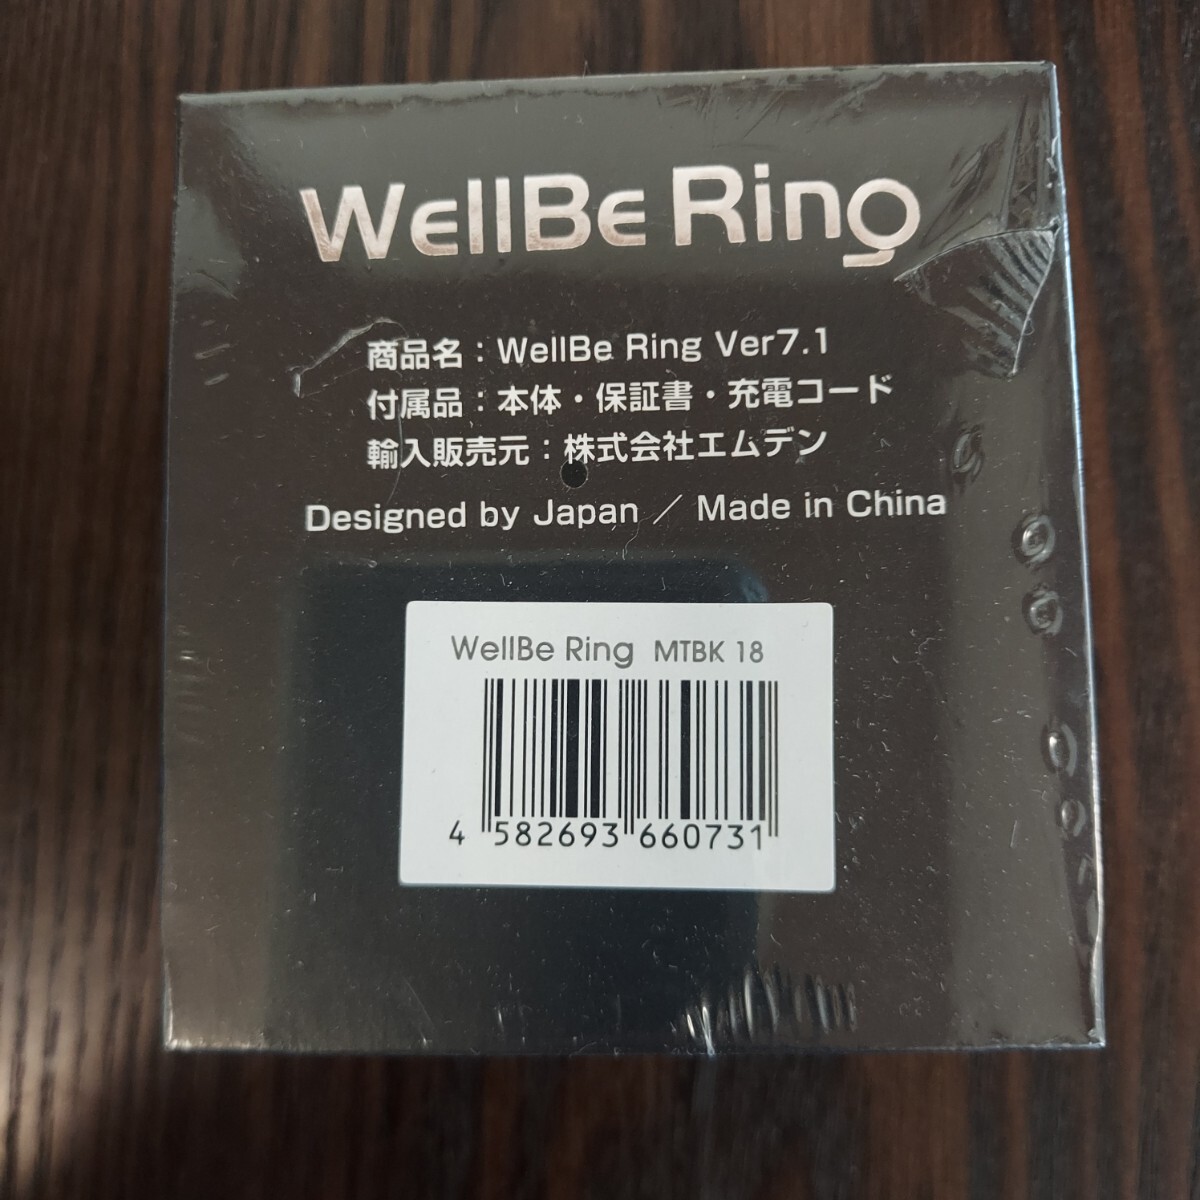 WellBe Ring
商品名：WellBe Ring Ver7.1
付属品：本体・保証書・充電コード
輸入販売元：株式会社エムデン
Designed by Japan ／ Made in China
WellBe Ring MTBK 18
4 582693 660731